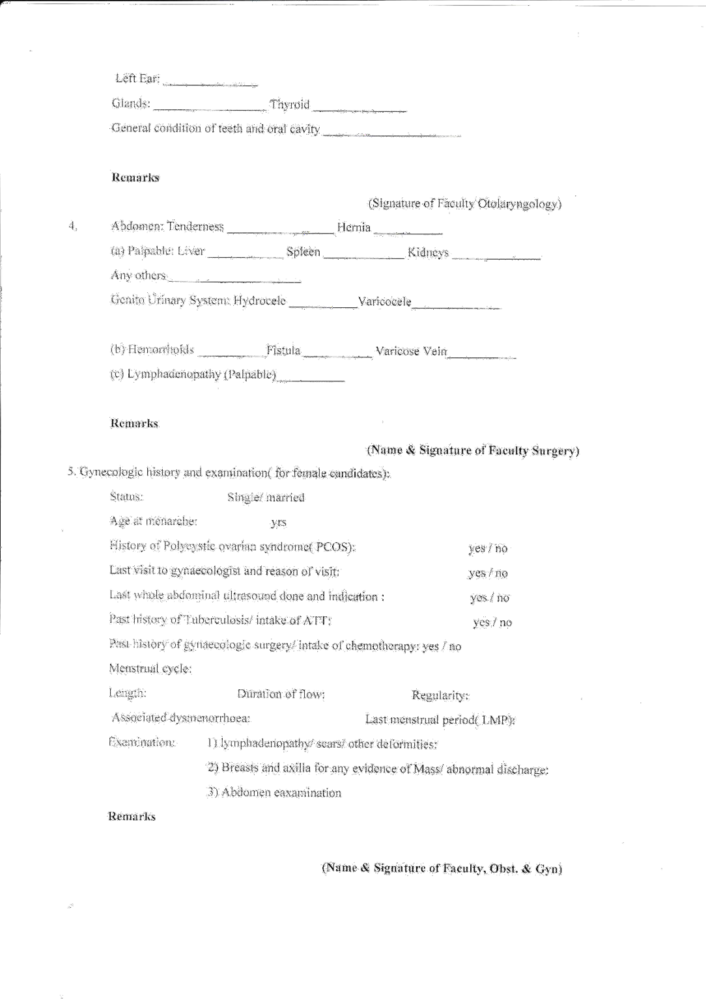 Left Ear: ______________
Glands: __________________ Thyroid ______________
General condition of teeth and oral cavity _____________________
Remarks
(Signature of Faculty Otolaryngology)
4. Abdomen: Tenderness ________________ Hernia __________
(a) Palpable: Liver ___________ Spleen ____________ Kidneys _____________
Any others ____________________
Genito Urinary System: Hydrocele __________ Varicocele _____________
(b) Hemorrhoids __________ Fistula __________ Varicose Vein __________
(c) Lymphadenopathy (Palpable) __________
Remarks
(Name & Signature of Faculty Surgery)
5. Gynecologic history and examination( for female candidates):
Status: Single/ married
Age at menarche: yrs
History of Polycystic ovarian syndrome( PCOS): yes / no
Last visit to gynaecologist and reason of visit: yes / no
Last whole abdominal ultrasound done and indication : yes / no
Past history of Tuberculosis/ intake of ATT: yes / no
Past history of gynaecologic surgery/ intake of chemotherapy: yes / no
Menstrual cycle:
Length: Duration of flow: Regularity:
Associated dysmenorrhoea: Last menstrual period( LMP):
Examination: 1) lymphadenopathy/ scars/ other deformities:
2) Breasts and axilla for any evidence of Mass/ abnormal discharge:
3) Abdomen eaxamination
Remarks
(Name & Signature of Faculty, Obst. & Gyn)